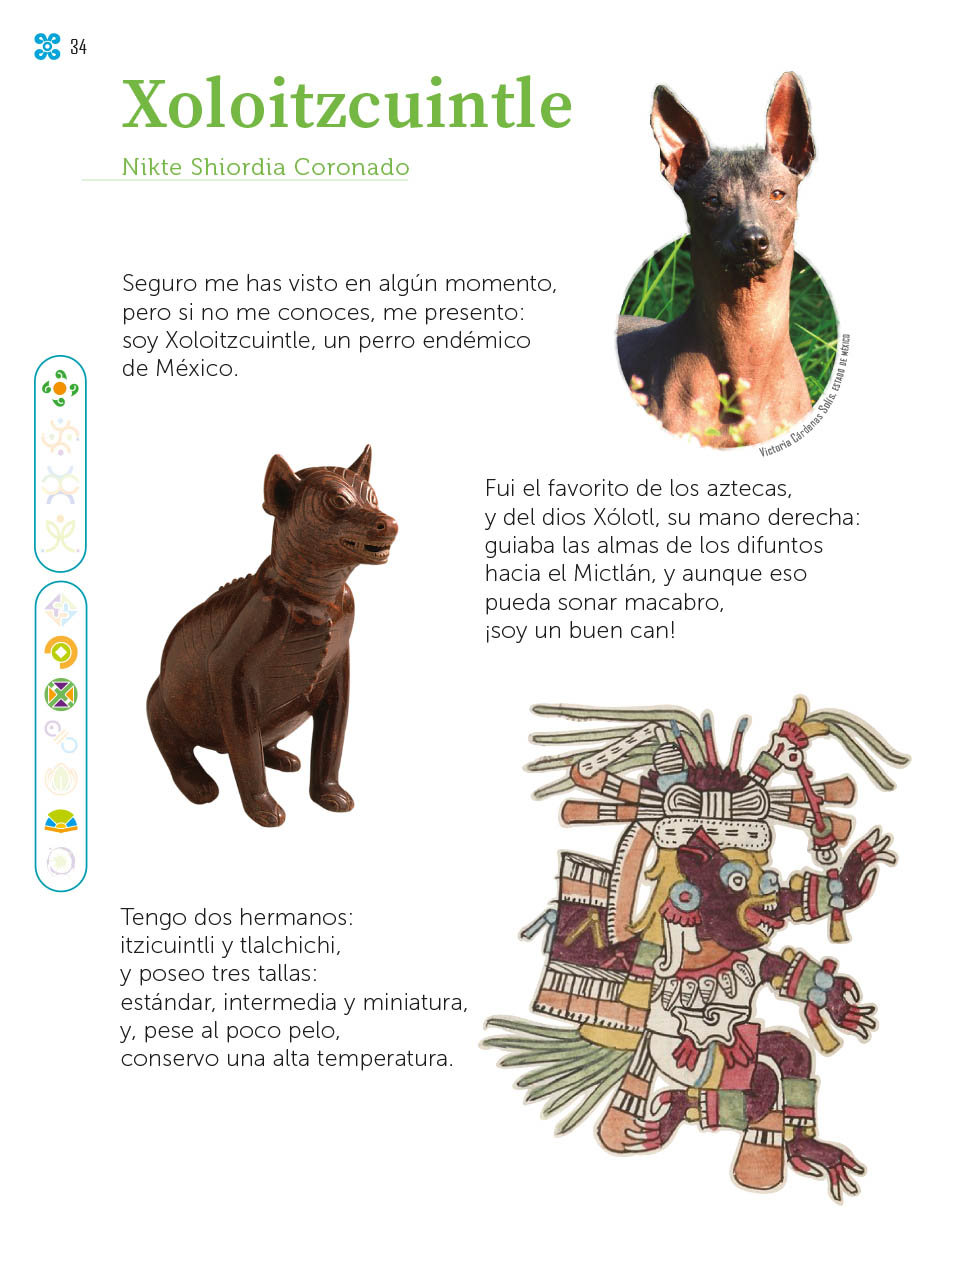 34
Xoloitzcuintle
Nikte Shiordia Coronado
Seguro me has visto en algún momento,
pero si no me conoces, me presento:
soy Xoloitzcuintle, un perro endémico
de México.
Victoria Cárdenas Solís, ESTADO DE MÉXICO
Fui el favorito de los aztecas,
y del dios Xólotl, su mano derecha:
guiaba las almas de los difuntos
hacia el Mictlán, y aunque eso
pueda sonar macabro,
¡soy un buen can!
Tengo dos hermanos:
itzicuintli y tlalchichi,
y poseo tres tallas:
estándar, intermedia y miniatura,
y, pese al poco pelo,
conservo una alta temperatura.